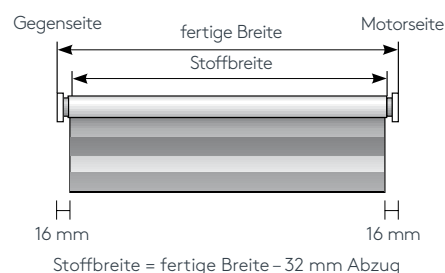 Gegenseite
fertige Breite
Motorseite
Stoffbreite
16 mm
16 mm
Stoffbreite = fertige Breite – 32 mm Abzug